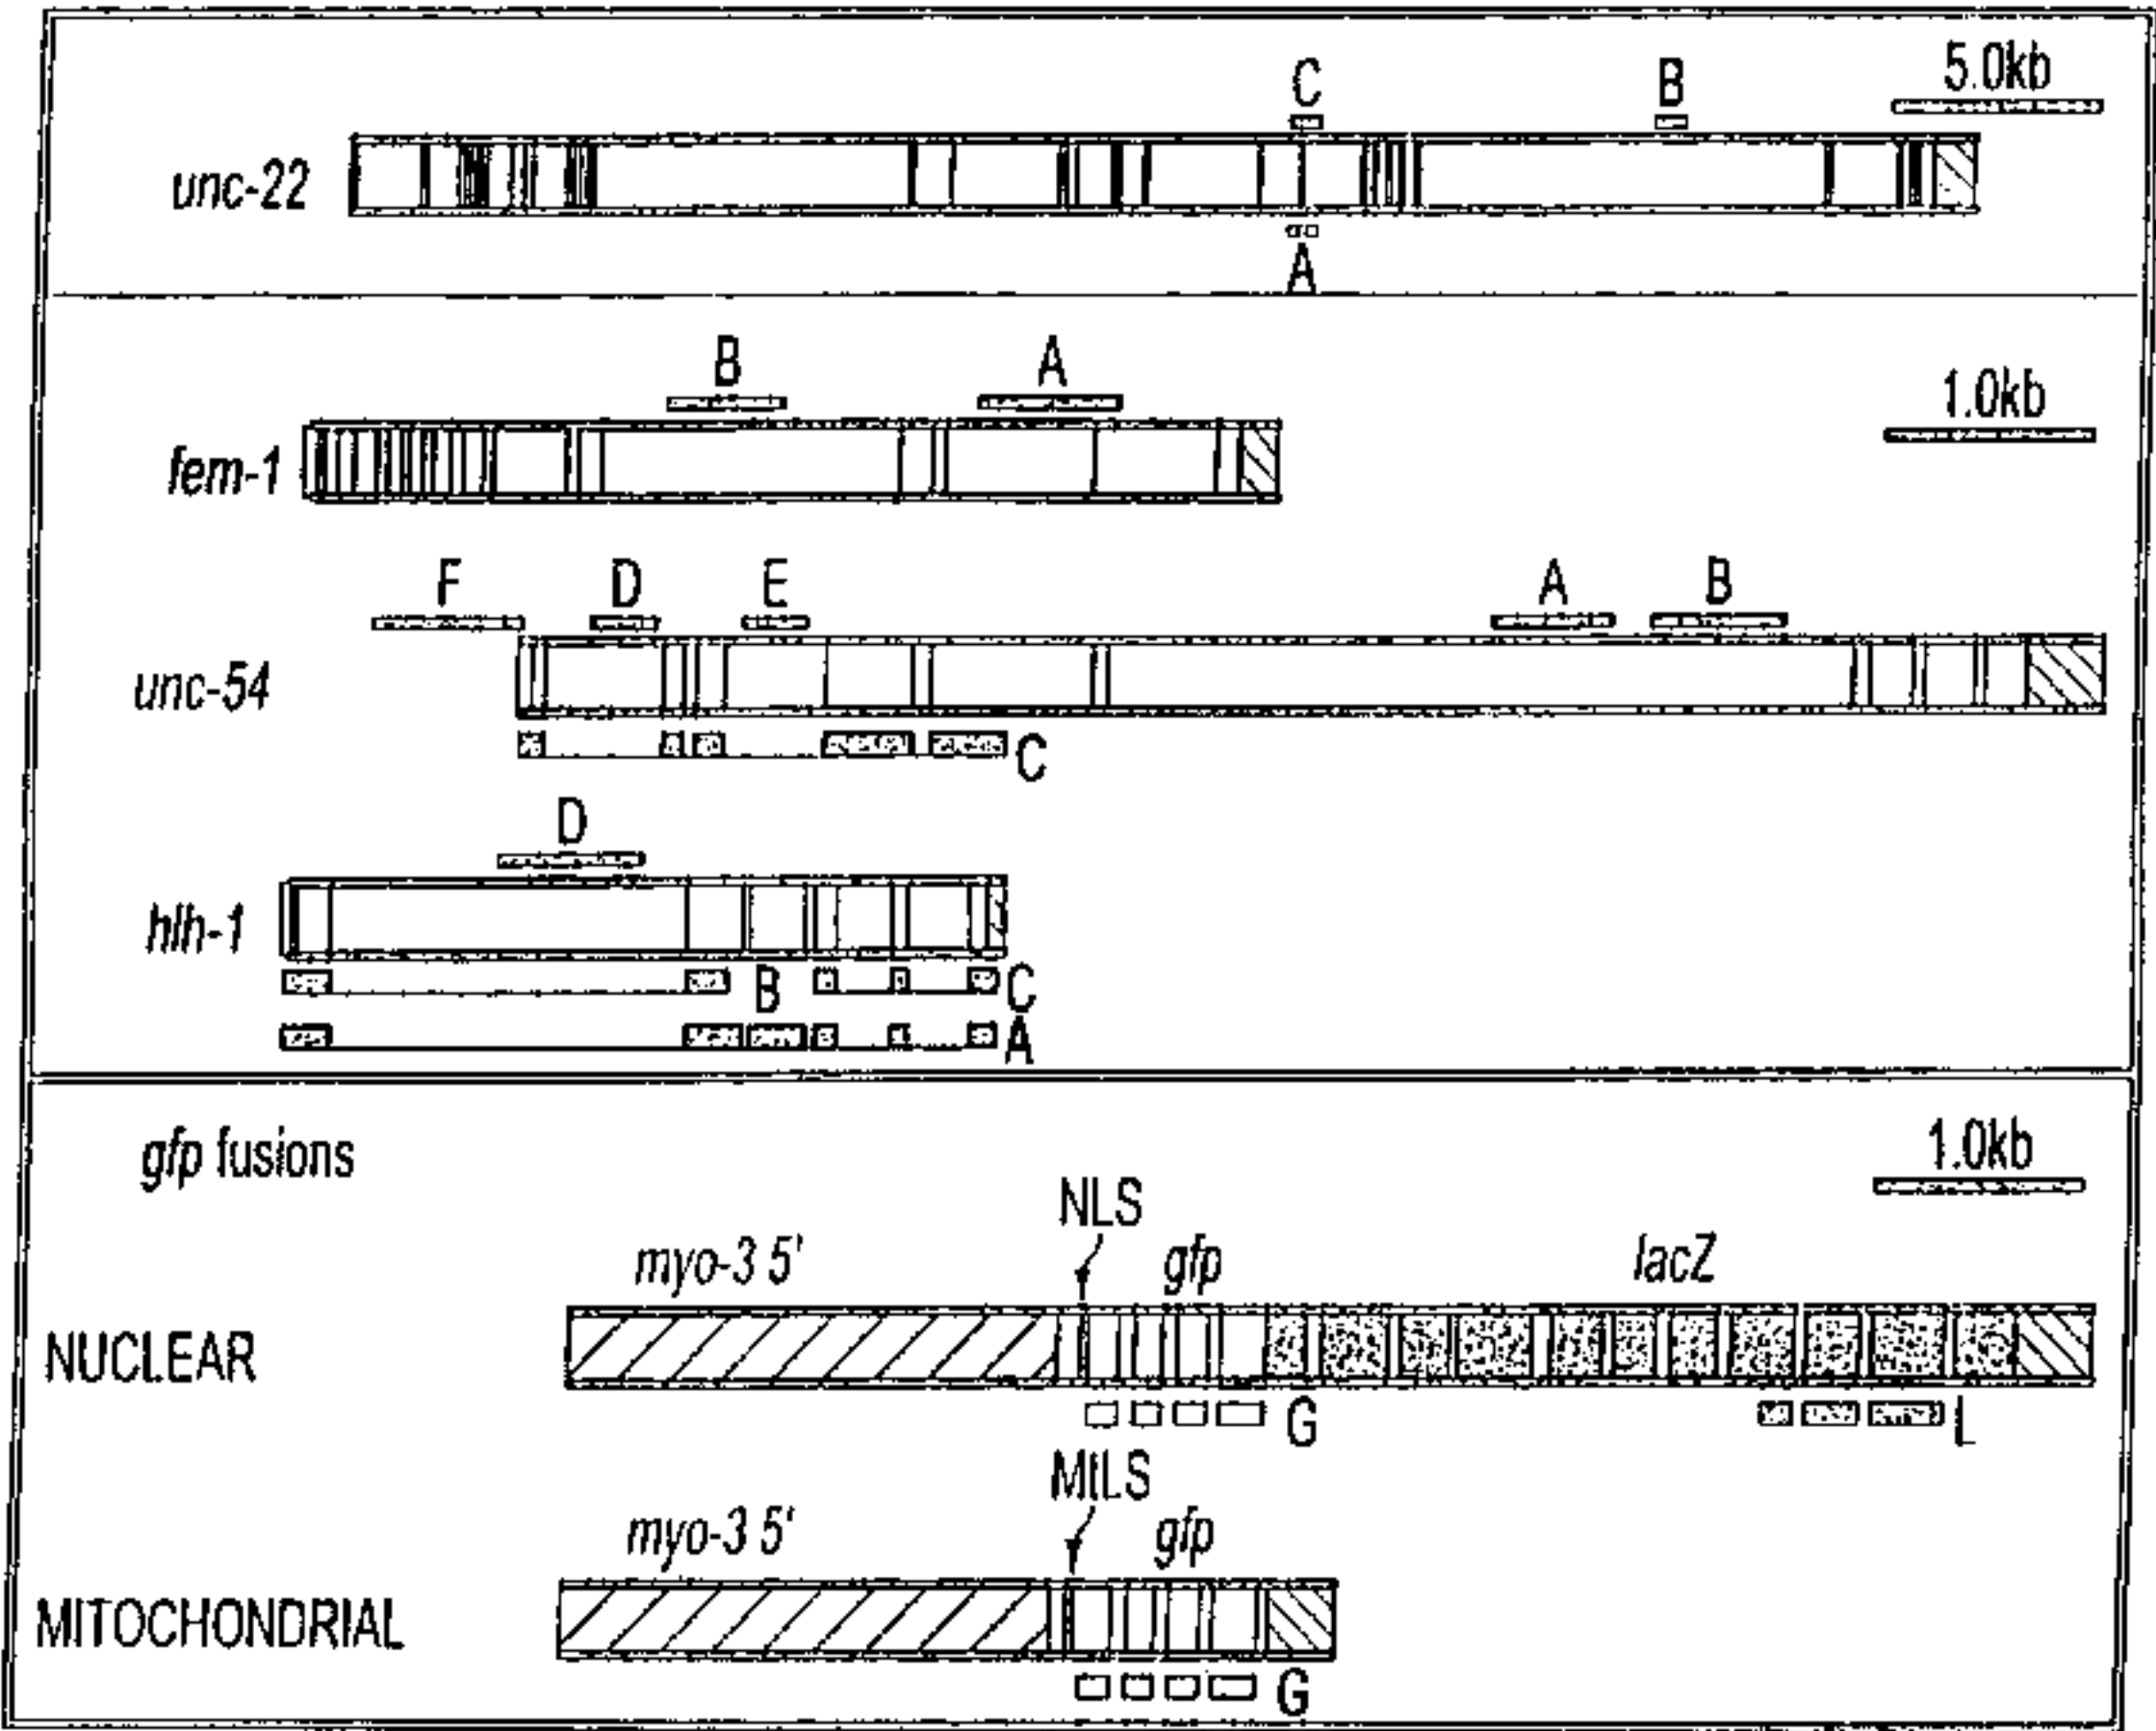 C B 5.0kb
unc-22
A
B A 1.0kb
fem-1
F D E A B
unc-54
C
D
hlh-1
B C
A
gfp fusions 1.0kb
NLS
myo-3 5' gfp lacZ
NUCLEAR
G L
MtLS
myo-3 5' gfp
MITOCHONDRIAL
G